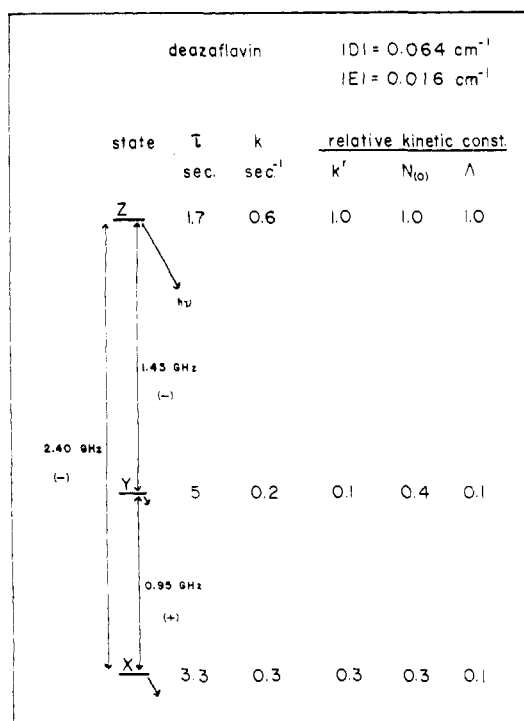 deazaflavin |D| = 0.064 cm⁻¹
|E| = 0.016 cm⁻¹
state τ k relative kinetic const.
sec. sec⁻¹ kʳ N(o) Λ
Z 1.7 0.6 1.0 1.0 1.0
hν
1.45 GHz
(−)
2.40 GHz
(−)
Y 5 0.2 0.1 0.4 0.1
0.95 GHz
(+)
X 3.3 0.3 0.3 0.3 0.1